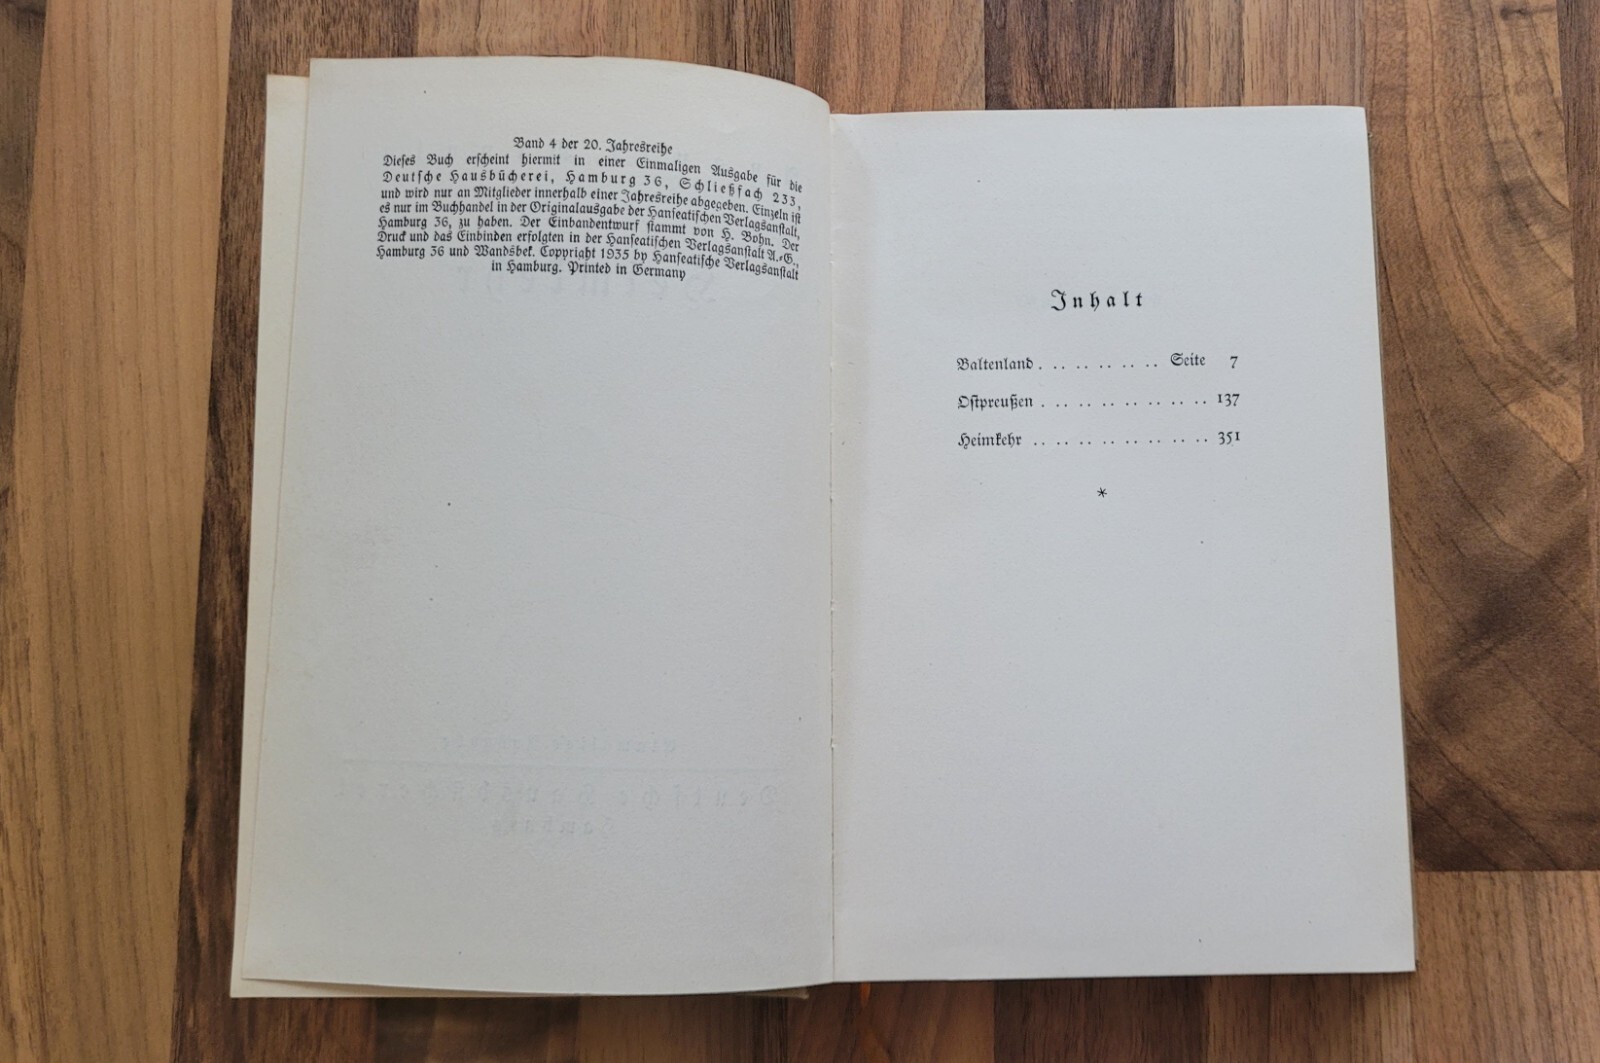 Band 4 der 20. Jahresreihe
Dieses Buch erscheint hiermit in einer Einmaligen Ausgabe für die
Deutsche Hausbücherei, Hamburg 36, Schließfach 233,
und wird nur an Mitglieder innerhalb einer Jahresreihe abgegeben. Einzeln ist
es nur im Buchhandel in der Originalausgabe der Hanseatischen Verlagsanstalt,
Hamburg 36, zu haben. Der Einbandentwurf stammt von H. Bohn. Der
Druck und das Einbinden erfolgten in der Hanseatischen Verlagsanstalt A.-G.,
Hamburg 36 und Wandsbek. Copyright 1935 by Hanseatische Verlagsanstalt
in Hamburg. Printed in Germany
Inhalt
Baltenland . .. .. .. .. .. Seite 7
Ostpreußen . .. .. .. .. .. .. .. 137
Heimkehr .. .. .. .. .. .. .. .. 351
*